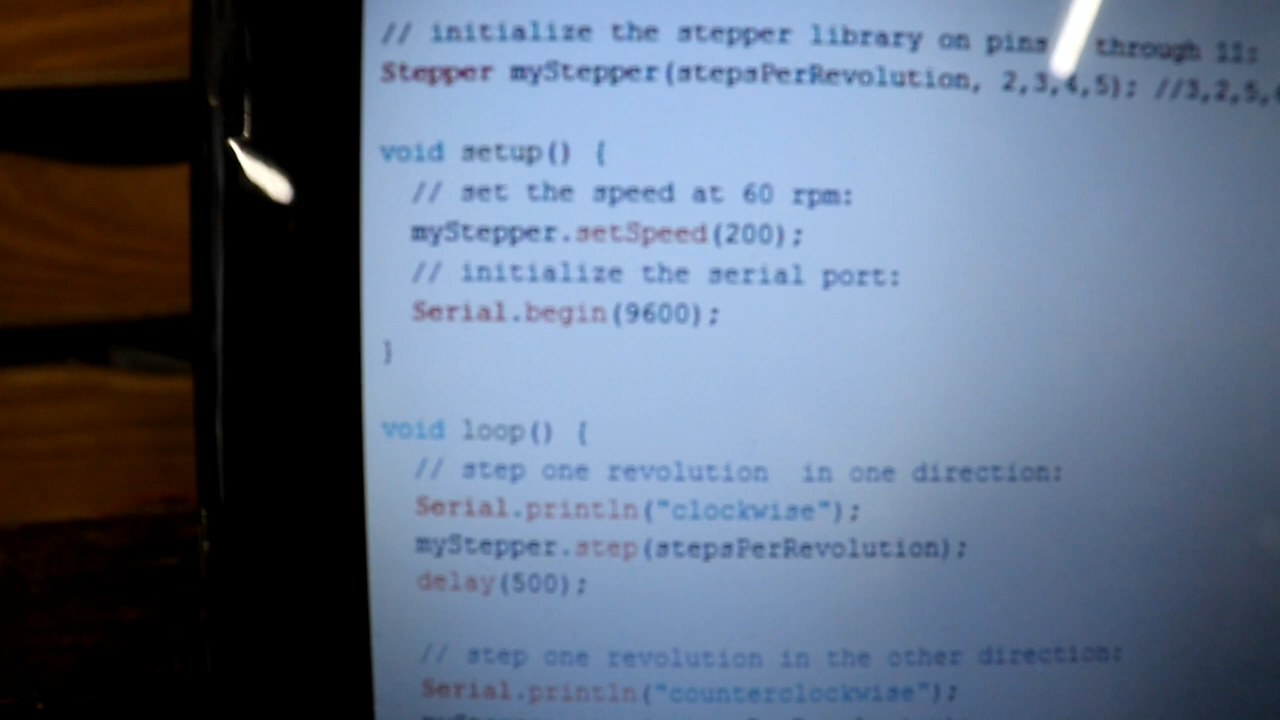 // initialize the stepper library on pins through 11:
Stepper myStepper(stepsPerRevolution, 2,3,4,5); //3,2,5,
void setup() {
// set the speed at 60 rpm:
myStepper.setSpeed(200);
// initialize the serial port:
Serial.begin(9600);
}
void loop() {
// step one revolution in one direction:
Serial.println("clockwise");
myStepper.step(stepsPerRevolution);
delay(500);
// step one revolution in the other direction:
Serial.println("counterclockwise");